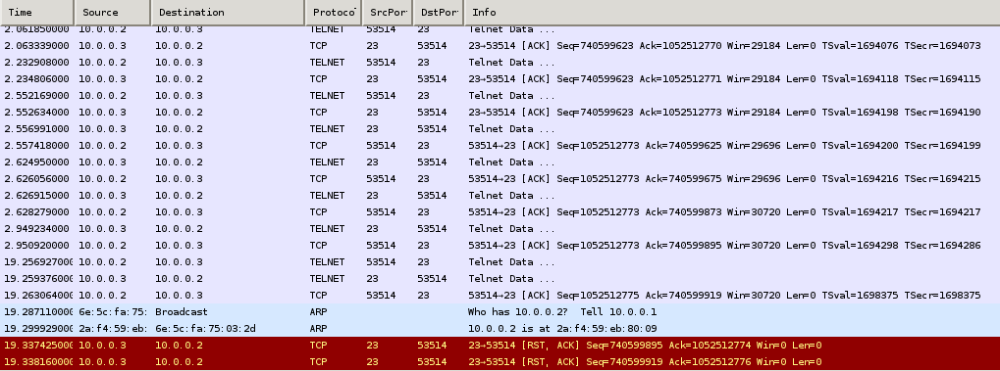 Time Source Destination Protoco SrcPor DstPor Info
2.061850000 10.0.0.2 10.0.0.3 TELNET 53514 23 Telnet Data ...
2.063339000 10.0.0.3 10.0.0.2 TCP 23 53514 23→53514 [ACK] Seq=740599623 Ack=1052512770 Win=29184 Len=0 TSval=1694076 TSecr=1694073
2.232908000 10.0.0.2 10.0.0.3 TELNET 53514 23 Telnet Data ...
2.234806000 10.0.0.3 10.0.0.2 TCP 23 53514 23→53514 [ACK] Seq=740599623 Ack=1052512771 Win=29184 Len=0 TSval=1694118 TSecr=1694115
2.552169000 10.0.0.2 10.0.0.3 TELNET 53514 23 Telnet Data ...
2.552634000 10.0.0.3 10.0.0.2 TCP 23 53514 23→53514 [ACK] Seq=740599623 Ack=1052512773 Win=29184 Len=0 TSval=1694198 TSecr=1694190
2.556991000 10.0.0.3 10.0.0.2 TELNET 23 53514 Telnet Data ...
2.557418000 10.0.0.2 10.0.0.3 TCP 53514 23 53514→23 [ACK] Seq=1052512773 Ack=740599625 Win=29696 Len=0 TSval=1694200 TSecr=1694199
2.624950000 10.0.0.3 10.0.0.2 TELNET 23 53514 Telnet Data ...
2.626056000 10.0.0.2 10.0.0.3 TCP 53514 23 53514→23 [ACK] Seq=1052512773 Ack=740599675 Win=29696 Len=0 TSval=1694216 TSecr=1694215
2.626915000 10.0.0.3 10.0.0.2 TELNET 23 53514 Telnet Data ...
2.628279000 10.0.0.2 10.0.0.3 TCP 53514 23 53514→23 [ACK] Seq=1052512773 Ack=740599873 Win=30720 Len=0 TSval=1694217 TSecr=1694217
2.949234000 10.0.0.3 10.0.0.2 TELNET 23 53514 Telnet Data ...
2.950920000 10.0.0.2 10.0.0.3 TCP 53514 23 53514→23 [ACK] Seq=1052512773 Ack=740599895 Win=30720 Len=0 TSval=1694298 TSecr=1694286
19.256927000 10.0.0.2 10.0.0.3 TELNET 53514 23 Telnet Data ...
19.259376000 10.0.0.3 10.0.0.2 TELNET 23 53514 Telnet Data ...
19.263064000 10.0.0.2 10.0.0.3 TCP 53514 23 53514→23 [ACK] Seq=1052512775 Ack=740599919 Win=30720 Len=0 TSval=1698375 TSecr=1698375
19.287110000 6e:5c:fa:75: Broadcast ARP Who has 10.0.0.2? Tell 10.0.0.1
19.299929000 2a:f4:59:eb: 6e:5c:fa:75:03:2d ARP 10.0.0.2 is at 2a:f4:59:eb:80:09
19.337425000 10.0.0.3 10.0.0.2 TCP 23 53514 23→53514 [RST, ACK] Seq=740599895 Ack=1052512774 Win=0 Len=0
19.338160000 10.0.0.3 10.0.0.2 TCP 23 53514 23→53514 [RST, ACK] Seq=740599919 Ack=1052512776 Win=0 Len=0